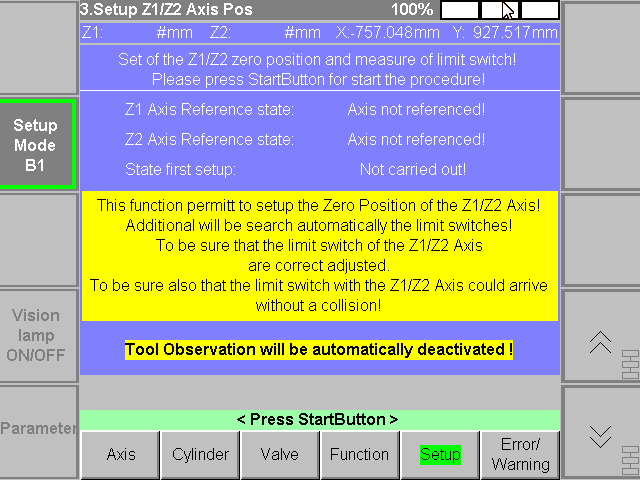 3.Setup Z1/Z2 Axis Pos 100%
Z1: #mm Z2: #mm X:-757.048mm Y: 927.517mm
Set of the Z1/Z2 zero position and measure of limit switch!
Please press StartButton for start the procedure!
Z1 Axis Reference state: Axis not referenced!
Z2 Axis Reference state: Axis not referenced!
State first setup: Not carried out!
Setup
Mode
B1
This function permitt to setup the Zero Position of the Z1/Z2 Axis!
Additional will be search automatically the limit switches!
To be sure that the limit switch of the Z1/Z2 Axis
are correct adjusted.
To be sure also that the limit switch with the Z1/Z2 Axis could arrive
without a collision!
Vision
lamp
ON/OFF
Tool Observation will be automatically deactivated !
Parameter
< Press StartButton >
Axis
Cylinder
Valve
Function
Setup
Error/
Warning